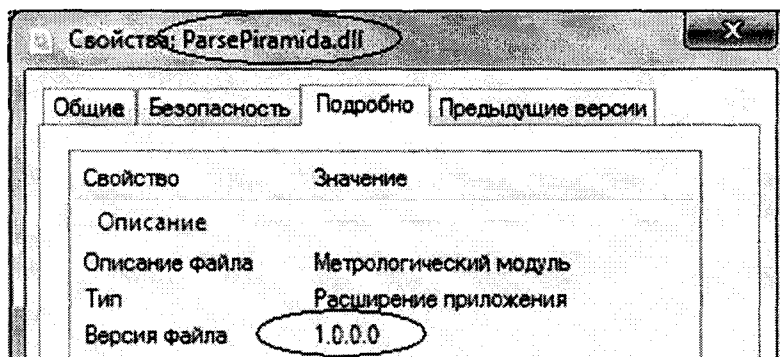 Свойства: ParsePiramida.dll
Общие Безопасность Подробно Предыдущие версии
Свойство Значение
Описание
Описание файла Метрологический модуль
Тип Расширение приложения
Версия файла 1.0.0.0